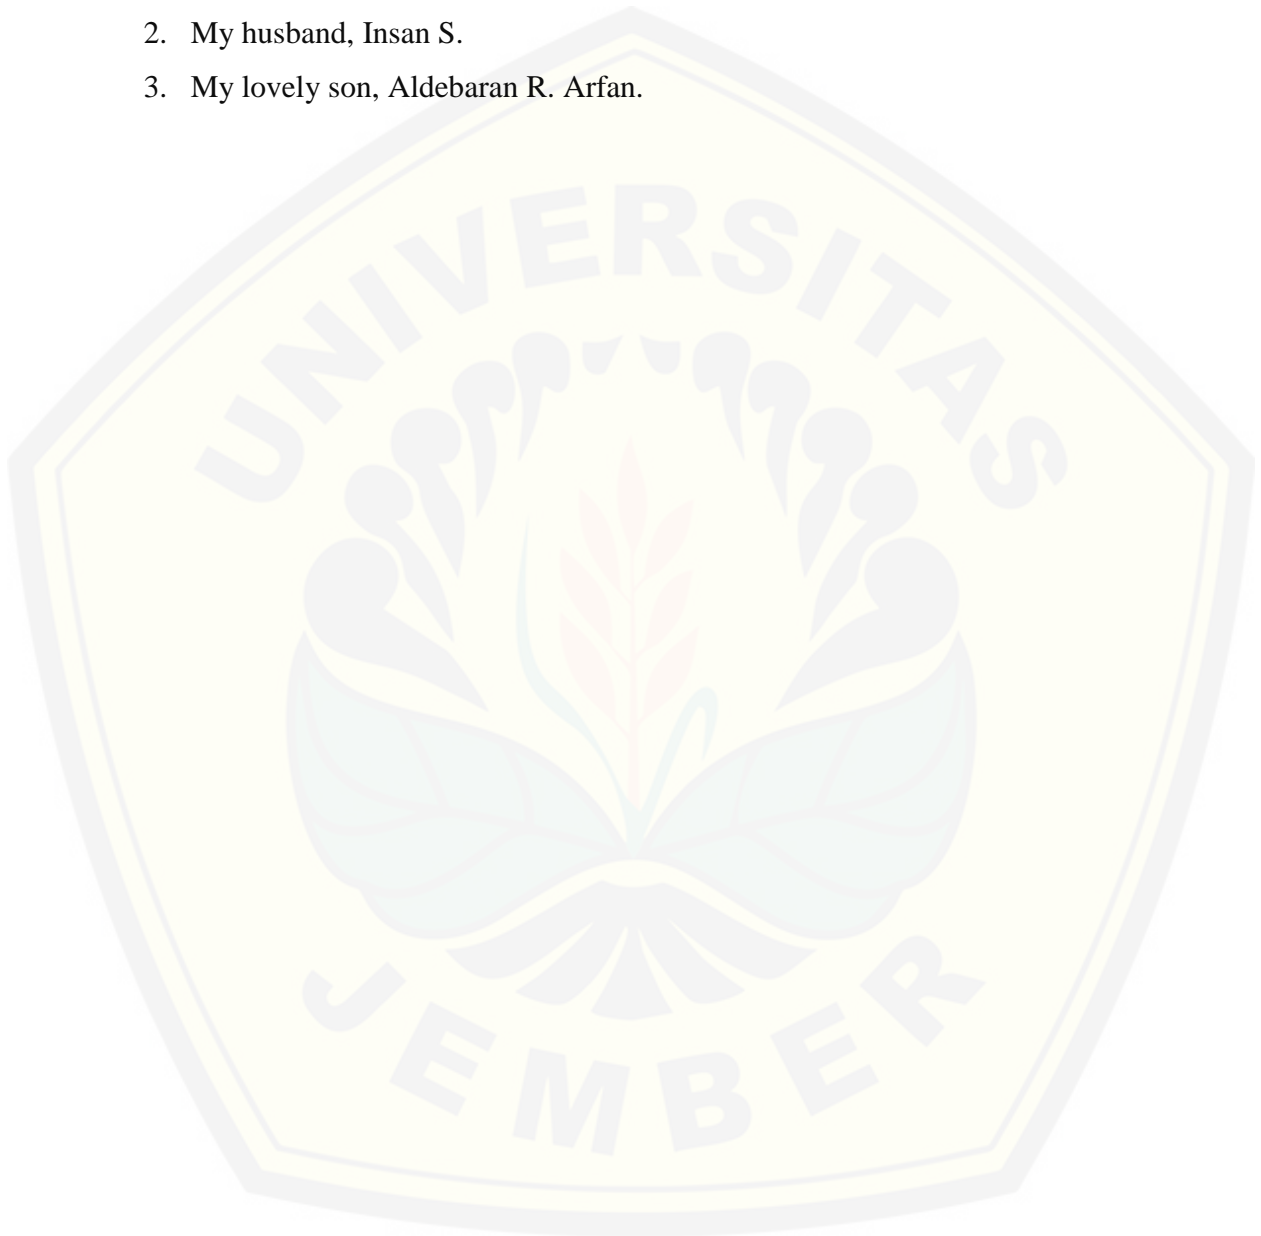 2. My husband, Insan S.
3. My lovely son, Aldebaran R. Arfan.
UNIVERSITAS
JEMBER